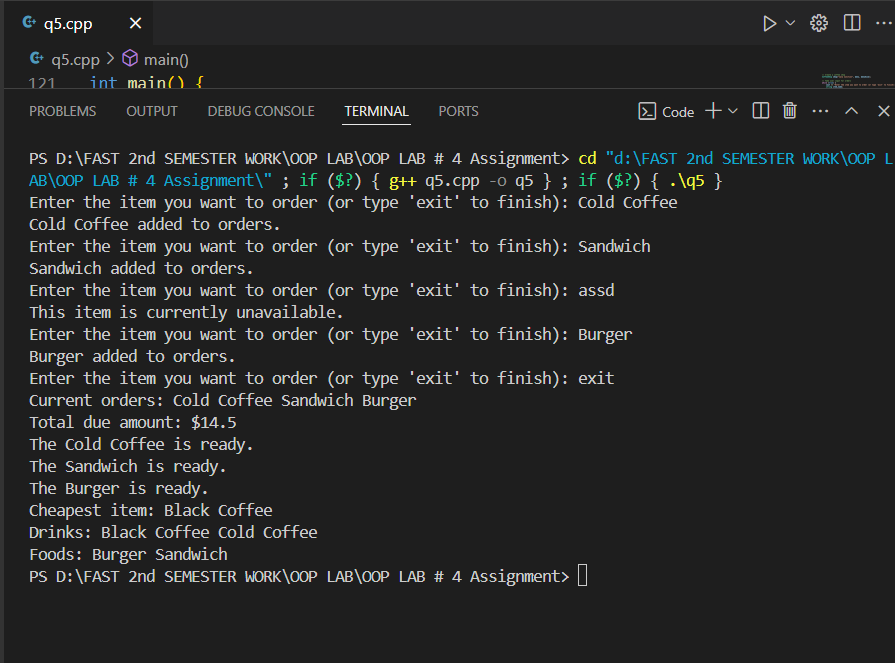 q5.cpp
q5.cpp > main()
121 int main() {
PROBLEMS OUTPUT DEBUG CONSOLE TERMINAL PORTS Code
PS D:\FAST 2nd SEMESTER WORK\OOP LAB\OOP LAB # 4 Assignment> cd "d:\FAST 2nd SEMESTER WORK\OOP L
AB\OOP LAB # 4 Assignment\" ; if ($?) { g++ q5.cpp -o q5 } ; if ($?) { .\q5 }
Enter the item you want to order (or type 'exit' to finish): Cold Coffee
Cold Coffee added to orders.
Enter the item you want to order (or type 'exit' to finish): Sandwich
Sandwich added to orders.
Enter the item you want to order (or type 'exit' to finish): assd
This item is currently unavailable.
Enter the item you want to order (or type 'exit' to finish): Burger
Burger added to orders.
Enter the item you want to order (or type 'exit' to finish): exit
Current orders: Cold Coffee Sandwich Burger
Total due amount: $14.5
The Cold Coffee is ready.
The Sandwich is ready.
The Burger is ready.
Cheapest item: Black Coffee
Drinks: Black Coffee Cold Coffee
Foods: Burger Sandwich
PS D:\FAST 2nd SEMESTER WORK\OOP LAB\OOP LAB # 4 Assignment>